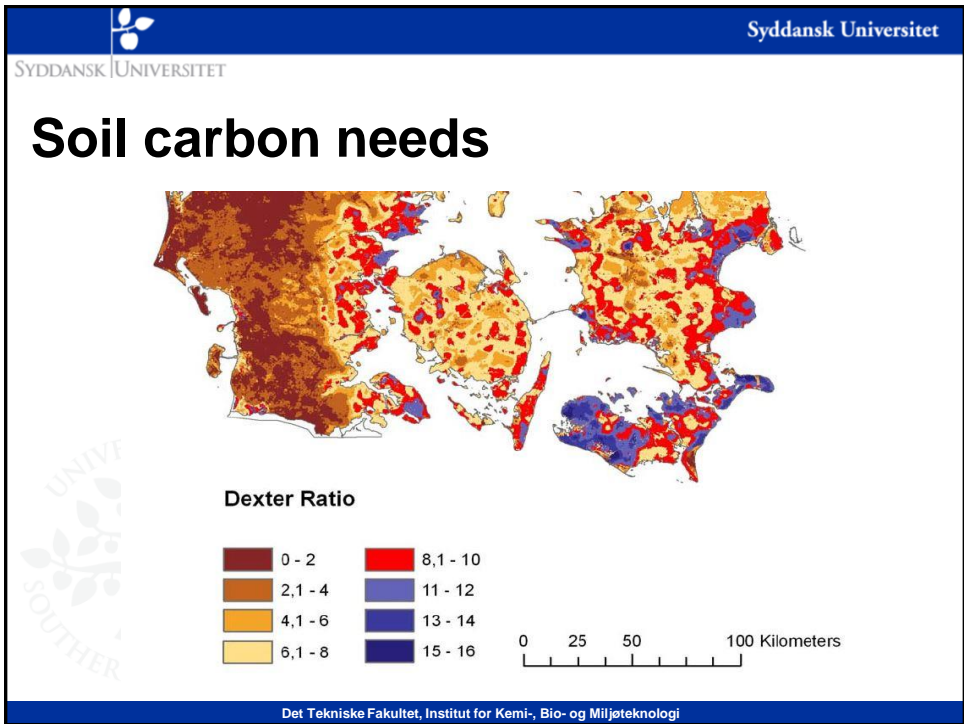 Syddansk Universitet
SYDDANSK UNIVERSITET
Soil carbon needs
Dexter Ratio
0 - 2
2,1 - 4
4,1 - 6
6,1 - 8
8,1 - 10
11 - 12
13 - 14
15 - 16
0 25 50 100 Kilometers
UNIVE
SOUTHER
Det Tekniske Fakultet, Institut for Kemi-, Bio- og Miljøteknologi